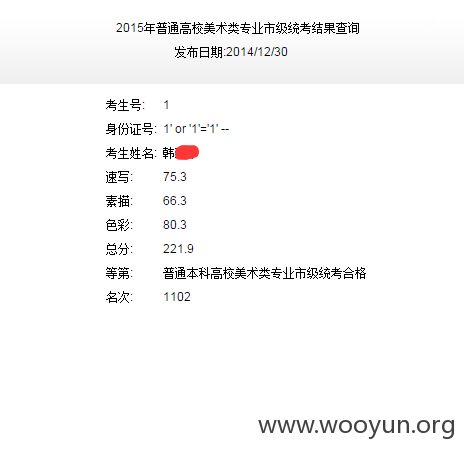 2015年普通高校美术类专业市级统考结果查询
发布日期:2014/12/30
考生号: 1
身份证号: 1' or '1'='1' --
考生姓名: 韩
速写: 75.3
素描: 66.3
色彩: 80.3
总分: 221.9
等第: 普通本科高校美术类专业市级统考合格
名次: 1102
www.wooyun.org